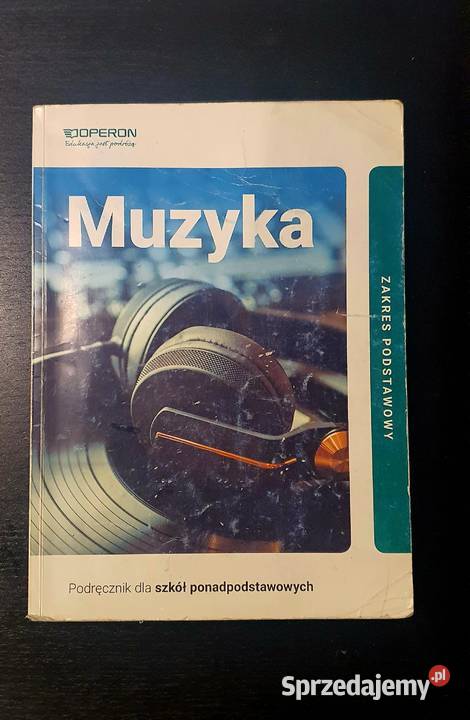 OPERON
Edukacja jest podróżą
Muzyka
ZAKRES PODSTAWOWY
Podręcznik dla szkół ponadpodstawowych
Sprzedajemy.pl